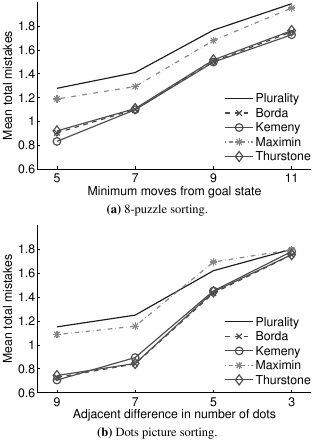 Mean total mistakes
1.8
1.6
1.4
1.2
1
0.8
0.6
Plurality
Borda
Kemeny
Maximin
Thurstone
5 7 9 11
Minimum moves from goal state
(a) 8-puzzle sorting.
Mean total mistakes
1.8
1.6
1.4
1.2
1
0.8
0.6
Plurality
Borda
Kemeny
Maximin
Thurstone
9 7 5 3
Adjacent difference in number of dots
(b) Dots picture sorting.